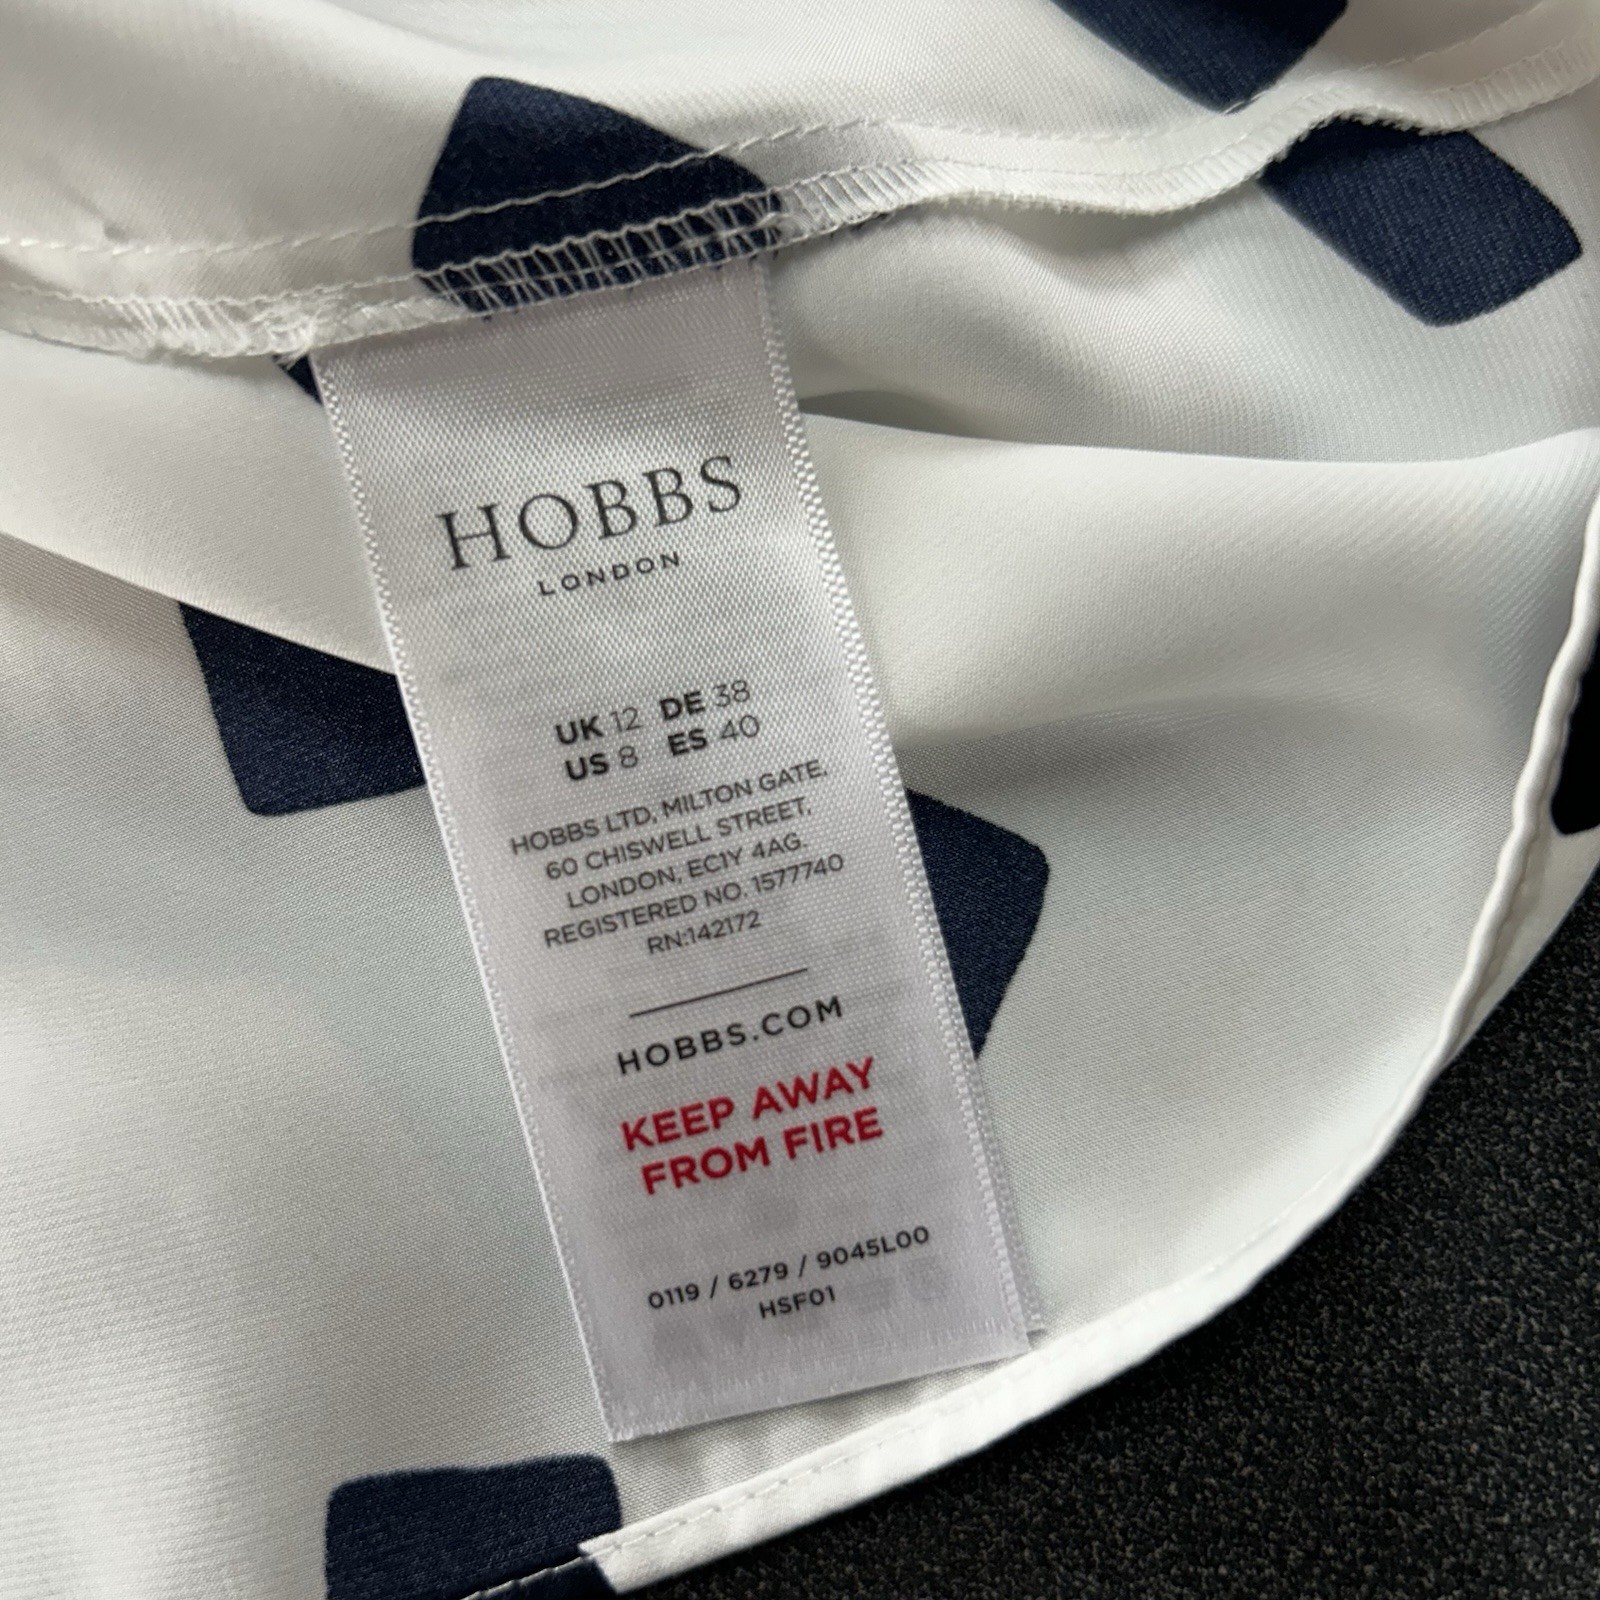 HOBBS
LONDON
UK 12 DE 38
US 8 ES 40
HOBBS LTD, MILTON GATE,
60 CHISWELL STREET,
LONDON, EC1Y 4AG.
REGISTERED NO. 1577740
RN:142172
HOBBS.COM
KEEP AWAY
FROM FIRE
0119 / 6279 / 9045L00
HSF01